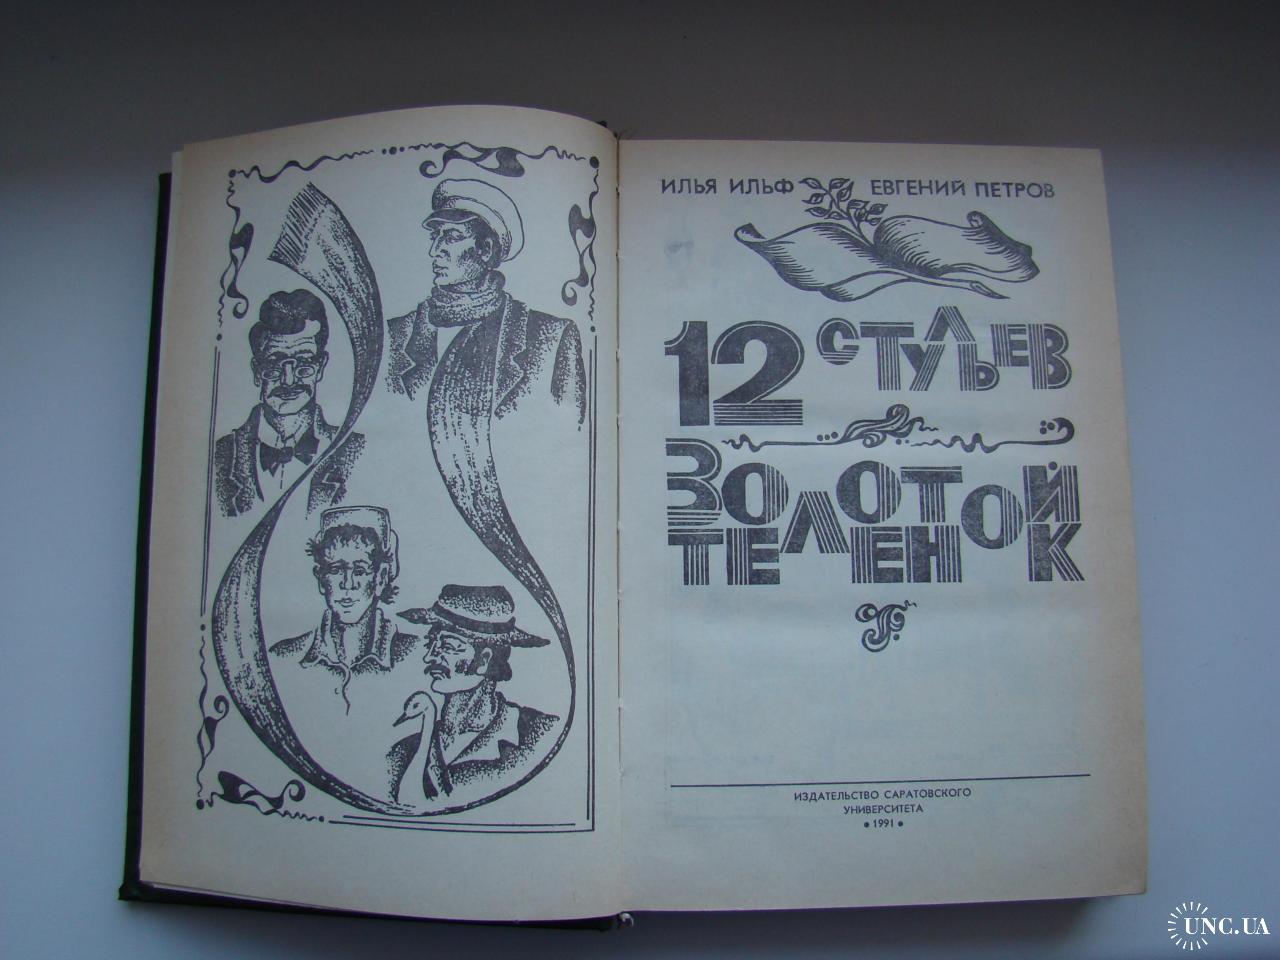 ИЛЬЯ ИЛЬФ ЕВГЕНИЙ ПЕТРОВ
12 СТУЛЬЕВ
ЗОЛОТОЙ
ТЕЛЕНОК
ИЗДАТЕЛЬСТВО САРАТОВСКОГО
УНИВЕРСИТЕТА
• 1991 •
UNC.UA